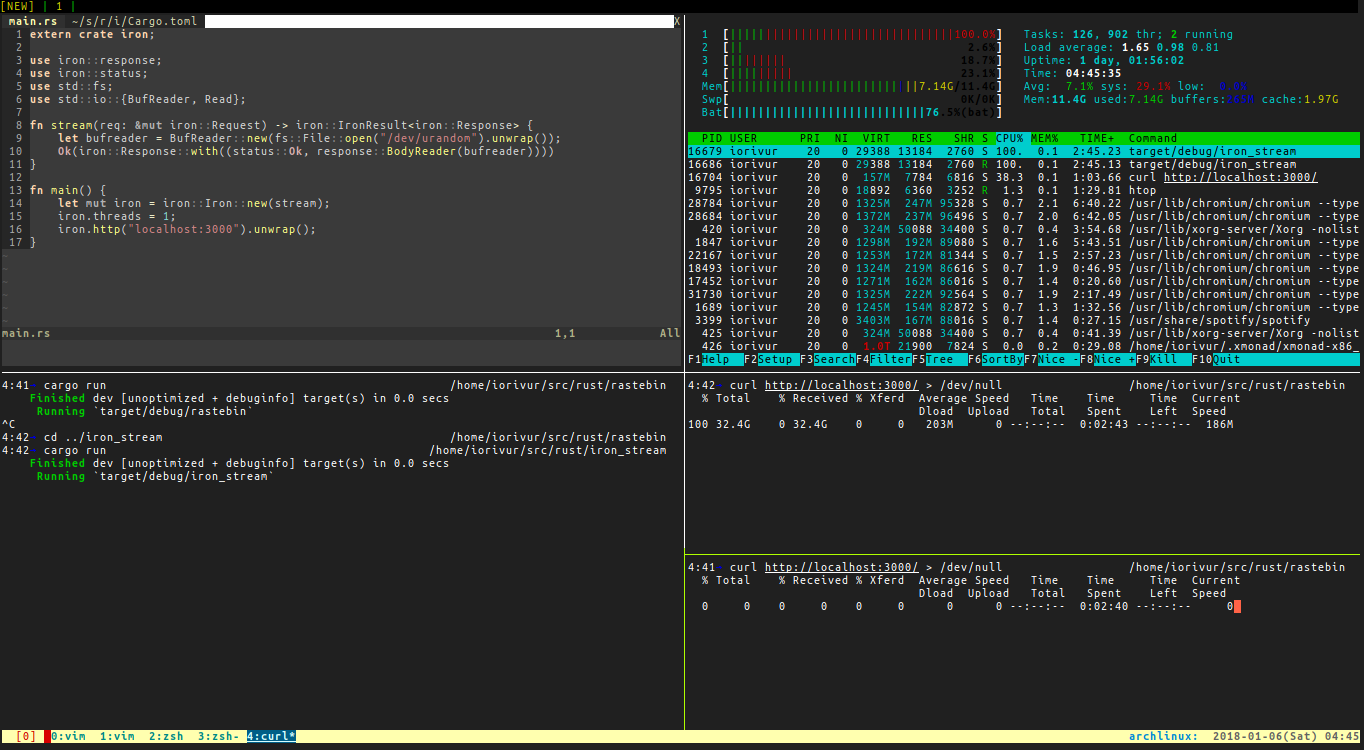 [NEW] | 1 |
main.rs ~/s/r/i/Cargo.toml X
1 extern crate iron;
2
3 use iron::response;
4 use iron::status;
5 use std::fs;
6 use std::io::{BufReader, Read};
7
8 fn stream(req: &mut iron::Request) -> iron::IronResult<iron::Response> {
9 let bufreader = BufReader::new(fs::File::open("/dev/urandom").unwrap());
10 Ok(iron::Response::with((status::Ok, response::BodyReader(bufreader))))
11 }
12
13 fn main() {
14 let mut iron = iron::Iron::new(stream);
15 iron.threads = 1;
16 iron.http("localhost:3000").unwrap();
17 }
~
~
~
~
~
~
main.rs 1,1 All
1 [||||||||||||||||||||||||||||||||100.0%] Tasks: 126, 902 thr; 2 running
2 [|| 2.6%] Load average: 1.65 0.98 0.81
3 [|||||||| 18.7%] Uptime: 1 day, 01:56:02
4 [||||||||| 23.1%] Time: 04:45:35
Mem[|||||||||||||||||||||||||||7.14G/11.4G] Avg: 7.1% sys: 29.1% low: 0.0%
Swp[ 0K/0K] Mem:11.4G used:7.14G buffers: cache:1.97G
Bat[||||||||||||||||||||||||||||76.5%(bat)]
PID USER PRI NI VIRT RES SHR S CPU% MEM% TIME+ Command
16679 iorivur 20 0 29388 13184 2760 S 100. 0.1 2:45.23 target/debug/iron_stream
16686 iorivur 20 0 29388 13184 2760 R 100. 0.1 2:45.13 target/debug/iron_stream
16704 iorivur 20 0 157M 7784 6816 S 38.3 0.1 1:03.66 curl http://localhost:3000/
9795 iorivur 20 0 18892 6360 3252 R 1.3 0.1 1:29.81 htop
28784 iorivur 20 0 1325M 247M 95328 S 0.7 2.1 6:40.22 /usr/lib/chromium/chromium --type
28684 iorivur 20 0 1372M 237M 96496 S 0.7 2.0 6:42.05 /usr/lib/chromium/chromium --type
420 iorivur 20 0 324M 50088 34400 S 0.7 0.4 3:54.68 /usr/lib/xorg-server/Xorg -nolist
1847 iorivur 20 0 1298M 192M 89080 S 0.7 1.6 5:43.51 /usr/lib/chromium/chromium --type
22167 iorivur 20 0 1253M 172M 81344 S 0.7 1.5 2:57.23 /usr/lib/chromium/chromium --type
18493 iorivur 20 0 1324M 219M 86616 S 0.7 1.9 0:46.95 /usr/lib/chromium/chromium --type
17452 iorivur 20 0 1271M 162M 86016 S 0.7 1.4 0:20.60 /usr/lib/chromium/chromium --type
31730 iorivur 20 0 1325M 222M 92564 S 0.7 1.9 2:17.49 /usr/lib/chromium/chromium --type
1689 iorivur 20 0 1245M 154M 82872 S 0.7 1.3 1:32.56 /usr/lib/chromium/chromium --type
3399 iorivur 20 0 3403M 167M 88016 S 0.7 1.4 0:27.15 /usr/share/spotify/spotify
425 iorivur 20 0 324M 50088 34400 S 0.7 0.4 0:41.39 /usr/lib/xorg-server/Xorg -nolist
426 iorivur 20 0 1.0T 21900 7824 S 0.0 0.2 0:29.08 /home/iorivur/.xmonad/xmonad-x86_
F1Help F2Setup F3SearchF4FilterF5Tree F6SortByF7Nice -F8Nice +F9Kill F10Quit
4:41 cargo run /home/iorivur/src/rust/rastebin
Finished dev [unoptimized + debuginfo] target(s) in 0.0 secs
Running `target/debug/rastebin`
^C
4:42 cd ../iron_stream /home/iorivur/src/rust/rastebin
4:42 cargo run /home/iorivur/src/rust/iron_stream
Finished dev [unoptimized + debuginfo] target(s) in 0.0 secs
Running `target/debug/iron_stream`
4:42 curl http://localhost:3000/ > /dev/null /home/iorivur/src/rust/rastebin
% Total % Received % Xferd Average Speed Time Time Time Current
Dload Upload Total Spent Left Speed
100 32.4G 0 32.4G 0 0 203M 0 --:--:-- 0:02:43 --:--:-- 186M
4:41 curl http://localhost:3000/ > /dev/null /home/iorivur/src/rust/rastebin
% Total % Received % Xferd Average Speed Time Time Time Current
Dload Upload Total Spent Left Speed
0 0 0 0 0 0 0 0 --:--:-- 0:02:40 --:--:-- 0
[0] 0:vim 1:vim 2:zsh 3:zsh- 4:curl* archlinux: 2018-01-06(Sat) 04:45